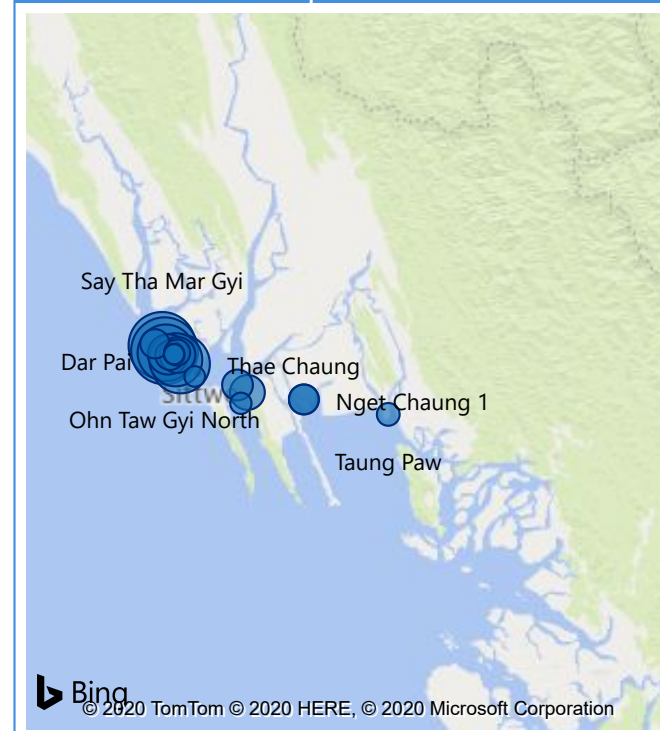 Say Tha Mar Gyi
Dar Pai
Thae Chaung
Sittw
Nget Chaung 1
Ohn Taw Gyi North
Taung Paw
Bing
© 2020 TomTom © 2020 HERE, © 2020 Microsoft Corporation